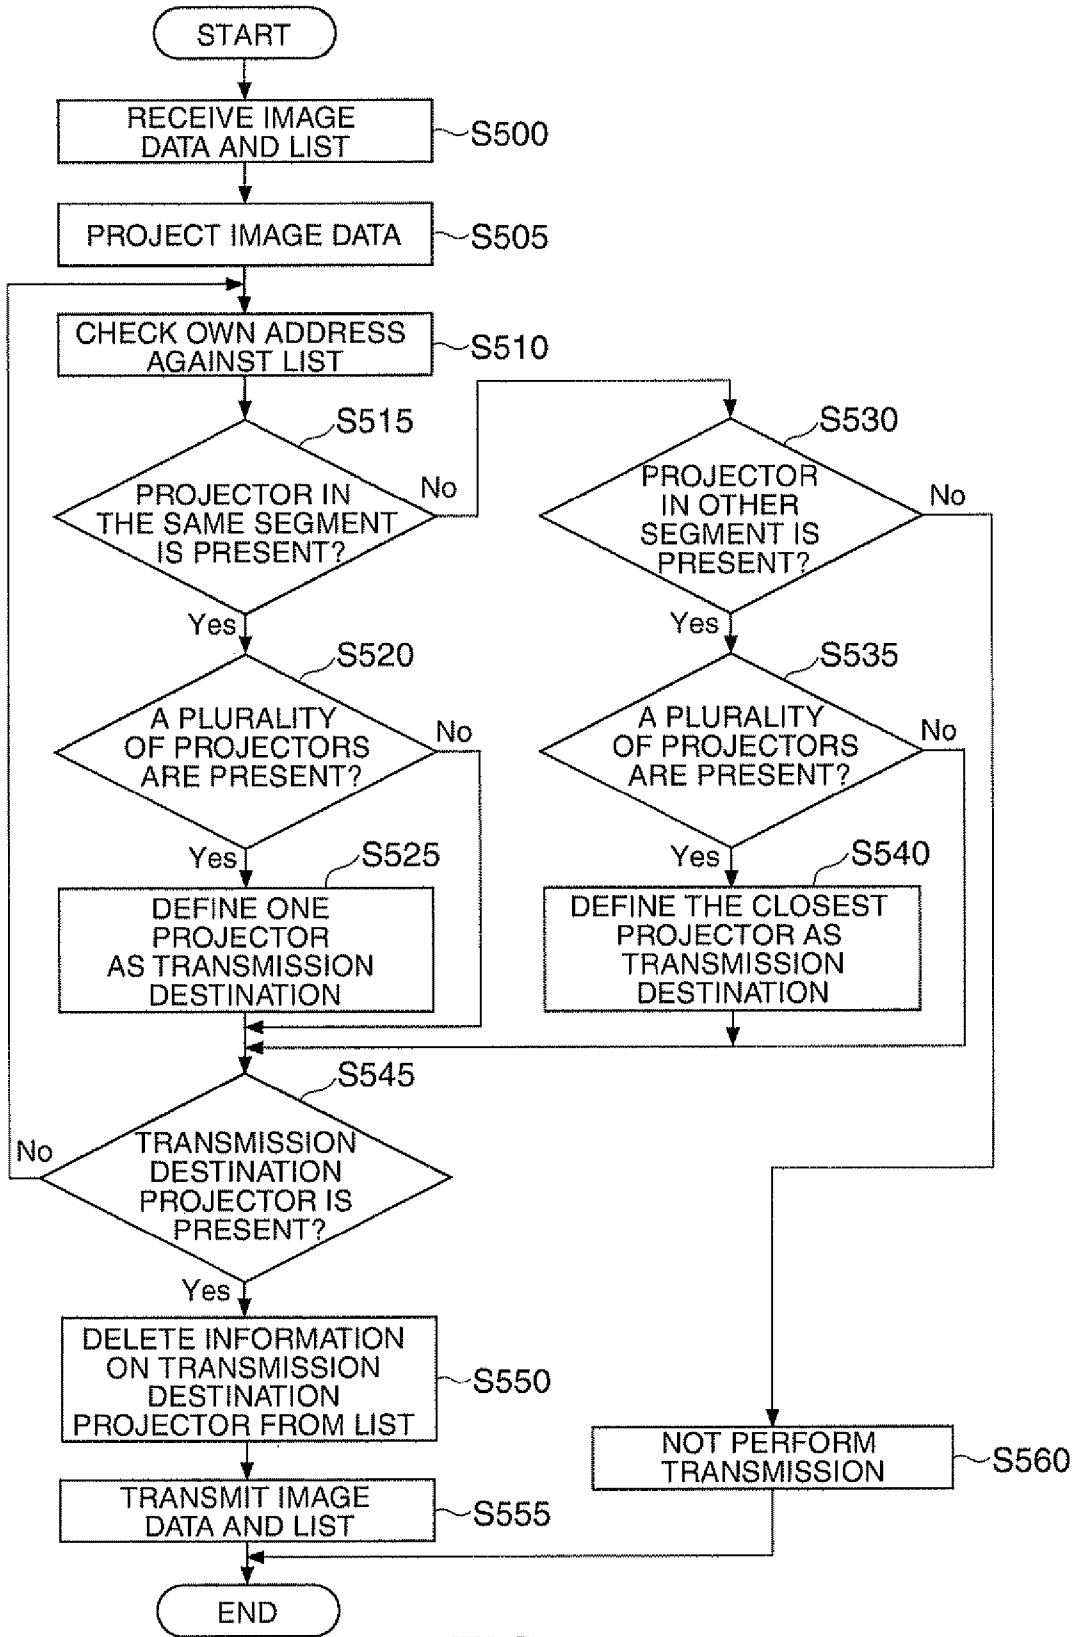 START
RECEIVE IMAGE
DATA AND LIST
S500
PROJECT IMAGE DATA
S505
CHECK OWN ADDRESS
AGAINST LIST
S510
S515
PROJECTOR IN
THE SAME SEGMENT
IS PRESENT?
No
Yes
S530
PROJECTOR
IN OTHER
SEGMENT IS
PRESENT?
No
Yes
S520
A PLURALITY
OF PROJECTORS
ARE PRESENT?
No
Yes
S535
A PLURALITY
OF PROJECTORS
ARE PRESENT?
No
Yes
S525
DEFINE ONE
PROJECTOR
AS TRANSMISSION
DESTINATION
S540
DEFINE THE CLOSEST
PROJECTOR AS
TRANSMISSION
DESTINATION
S545
TRANSMISSION
DESTINATION
PROJECTOR IS
PRESENT?
No
Yes
DELETE INFORMATION
ON TRANSMISSION
DESTINATION
PROJECTOR FROM LIST
S550
NOT PERFORM
TRANSMISSION
S560
TRANSMIT IMAGE
DATA AND LIST
S555
END